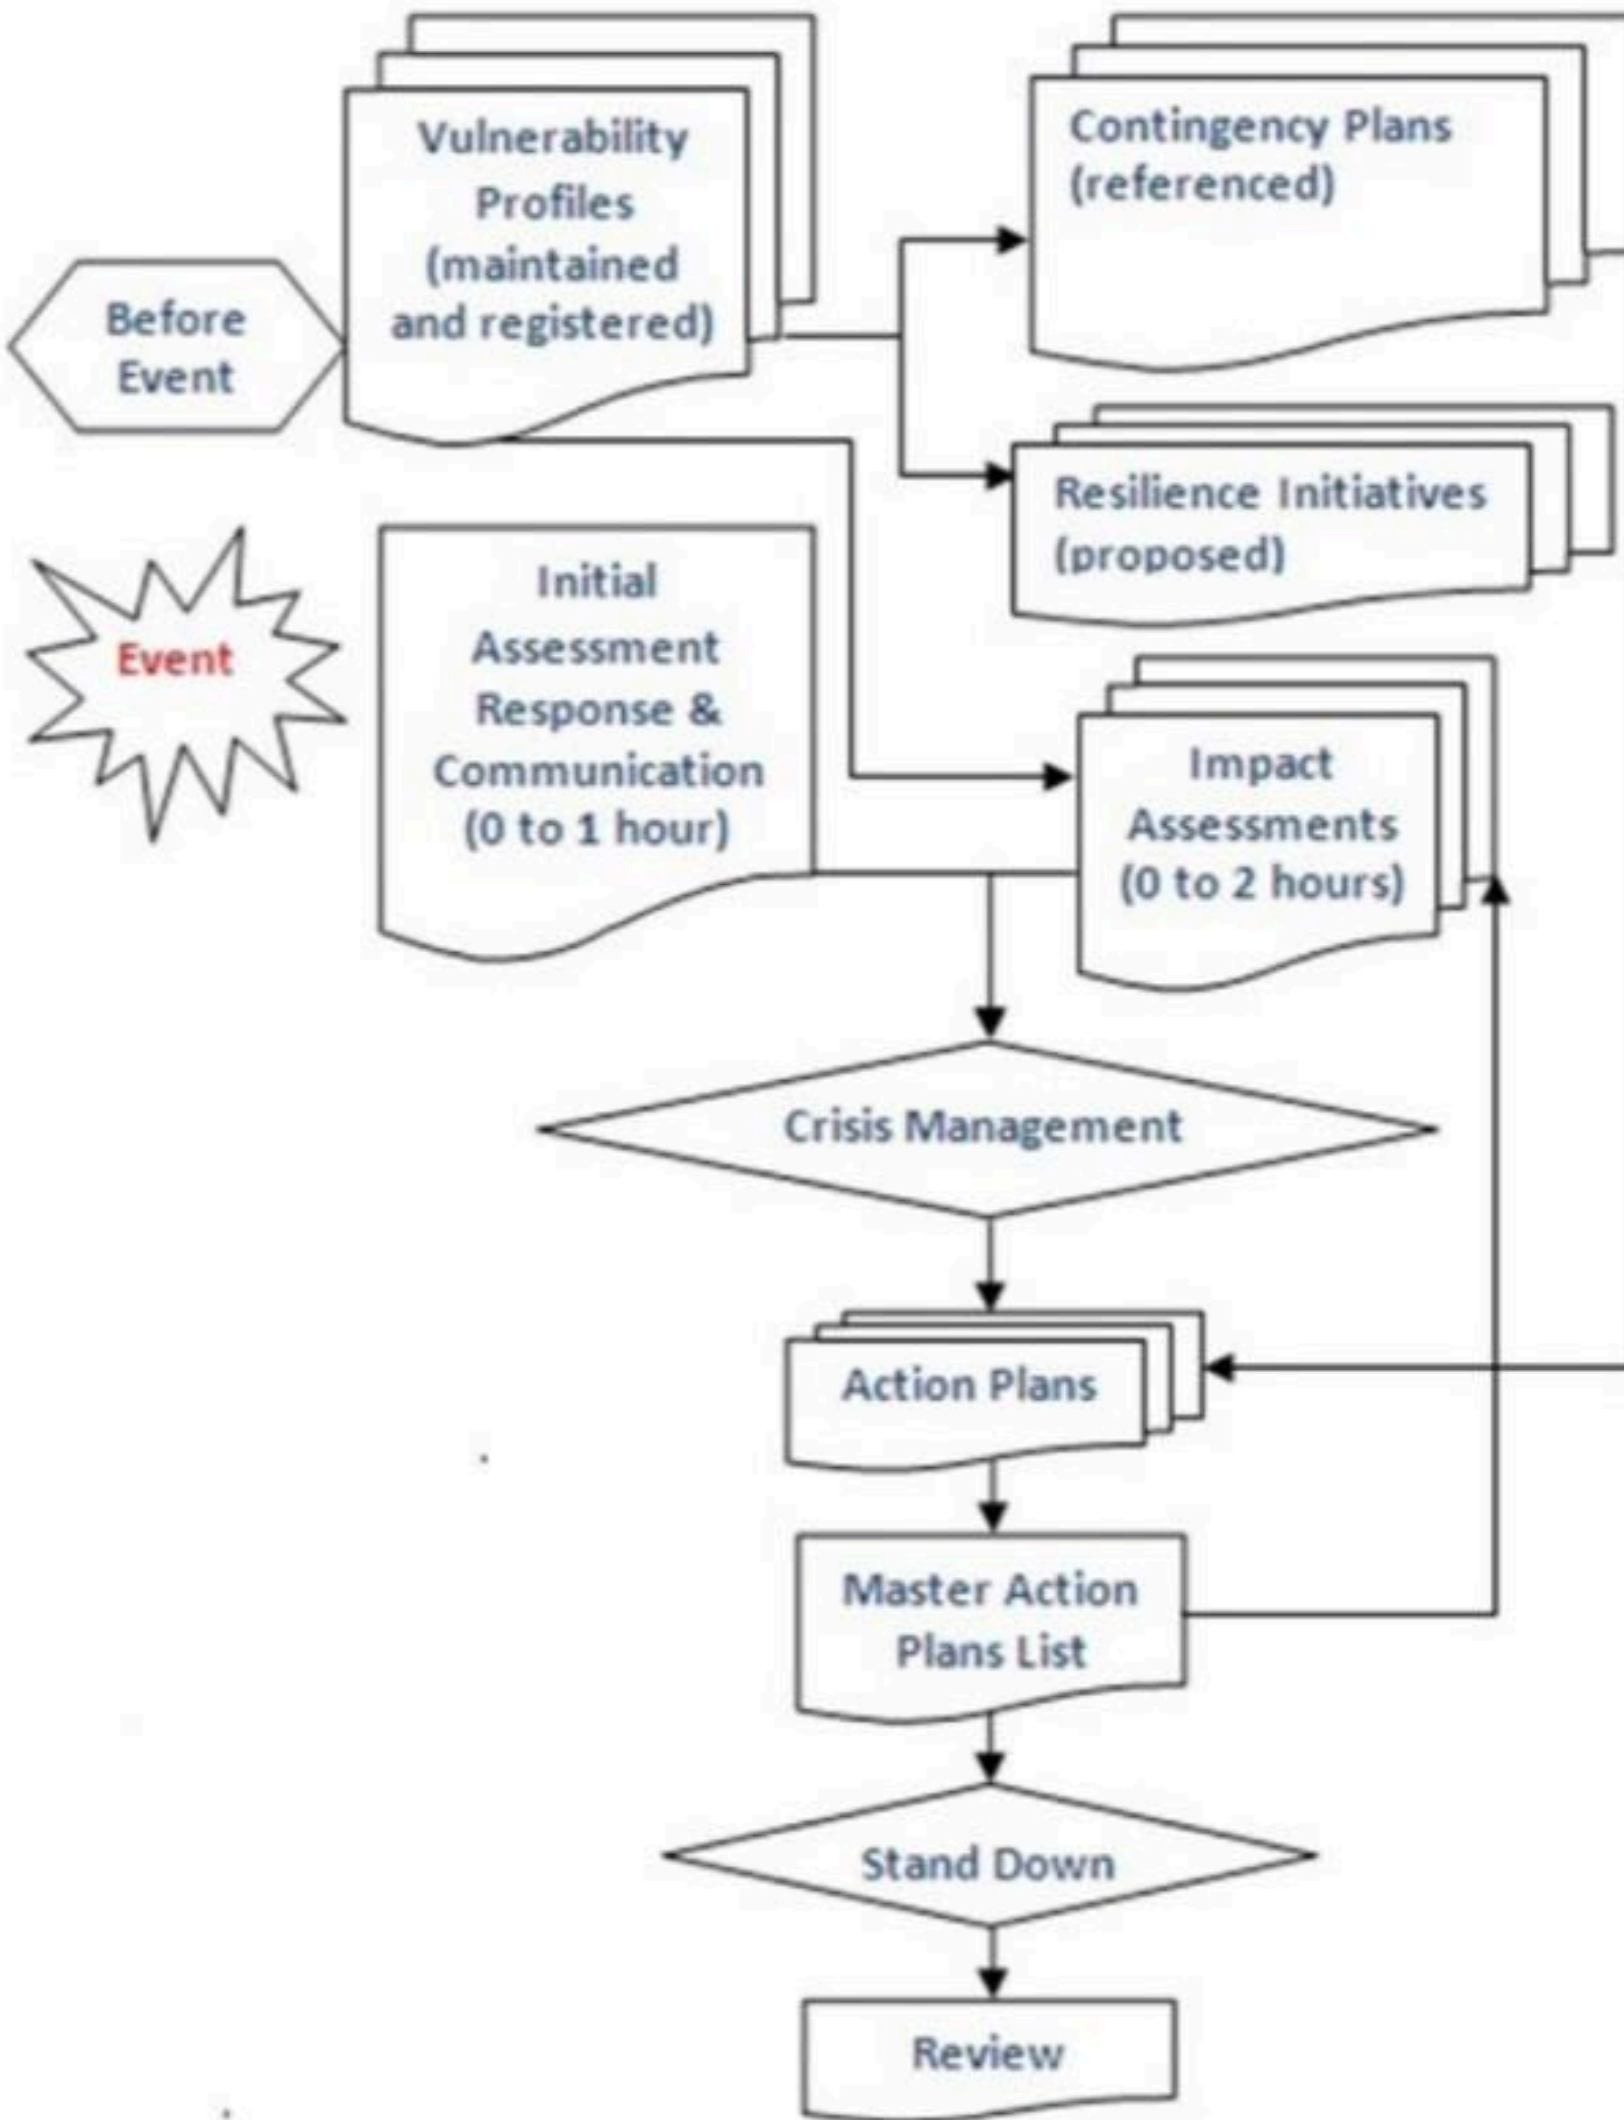 Vulnerability
Profiles
(maintained
and registered)
Contingency Plans
(referenced)
Before
Event
Resilience Initiatives
(proposed)
Event
Initial
Assessment
Response &
Communication
(0 to 1 hour)
Impact
Assessments
(0 to 2 hours)
Crisis Management
Action Plans
Master Action
Plans List
Stand Down
Review